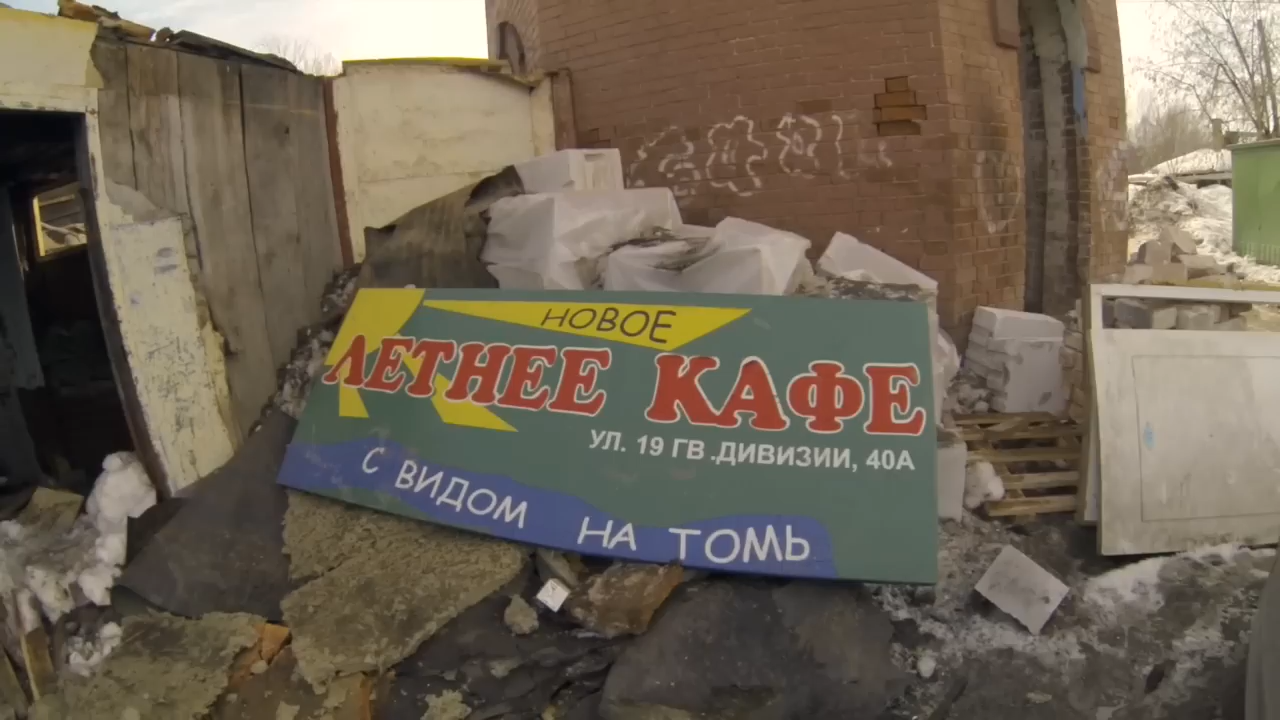 НОВОЕ
ЛЕТНЕЕ КАФЕ
УЛ. 19 ГВ.ДИВИЗИИ, 40А
С ВИДОМ НА ТОМЬ